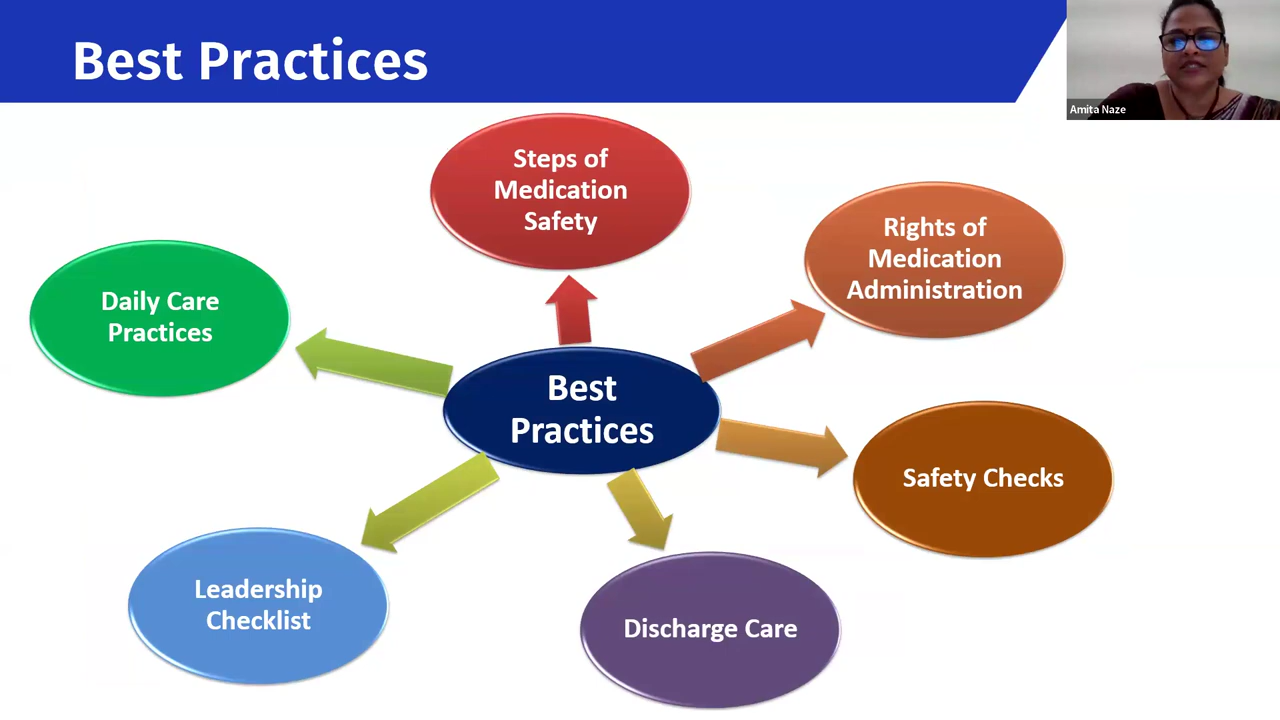 Best Practices
Amita Naze
Steps of
Medication
Safety
Rights of
Medication
Administration
Daily Care
Practices
Best
Practices
Safety Checks
Leadership
Checklist
Discharge Care